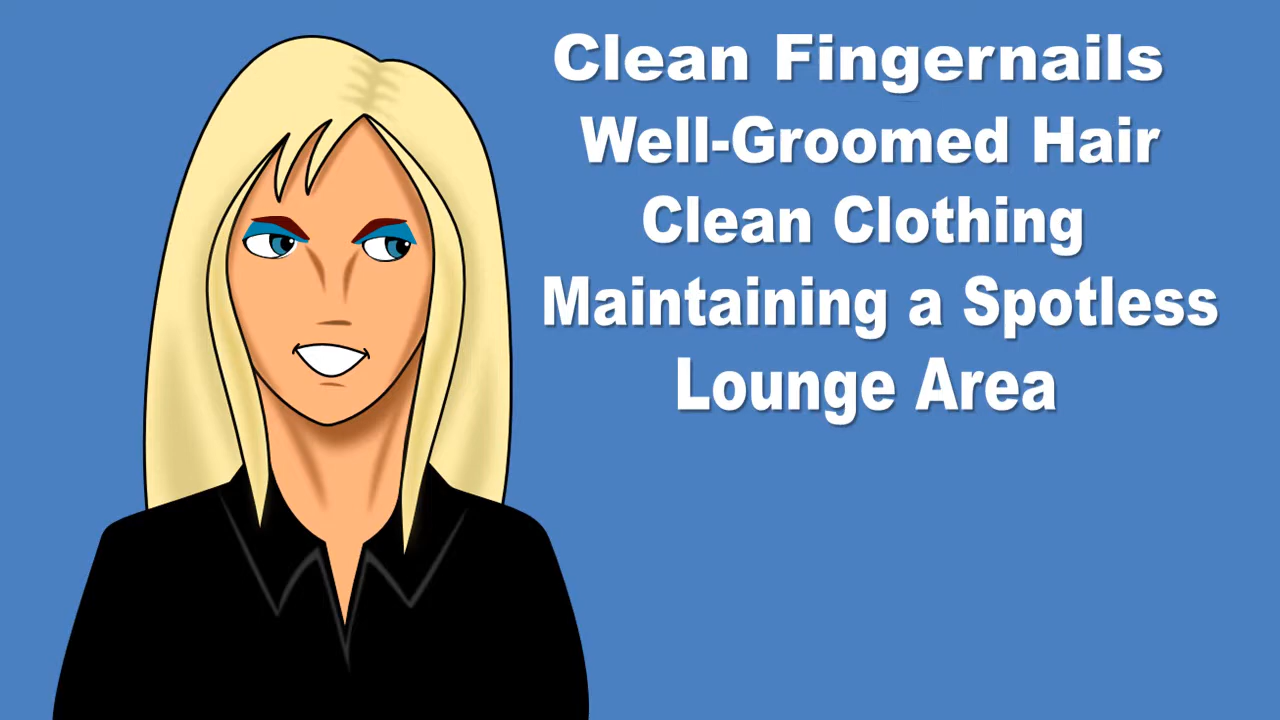 Clean Fingernails
Well-Groomed Hair
Clean Clothing
Maintaining a Spotless
Lounge Area